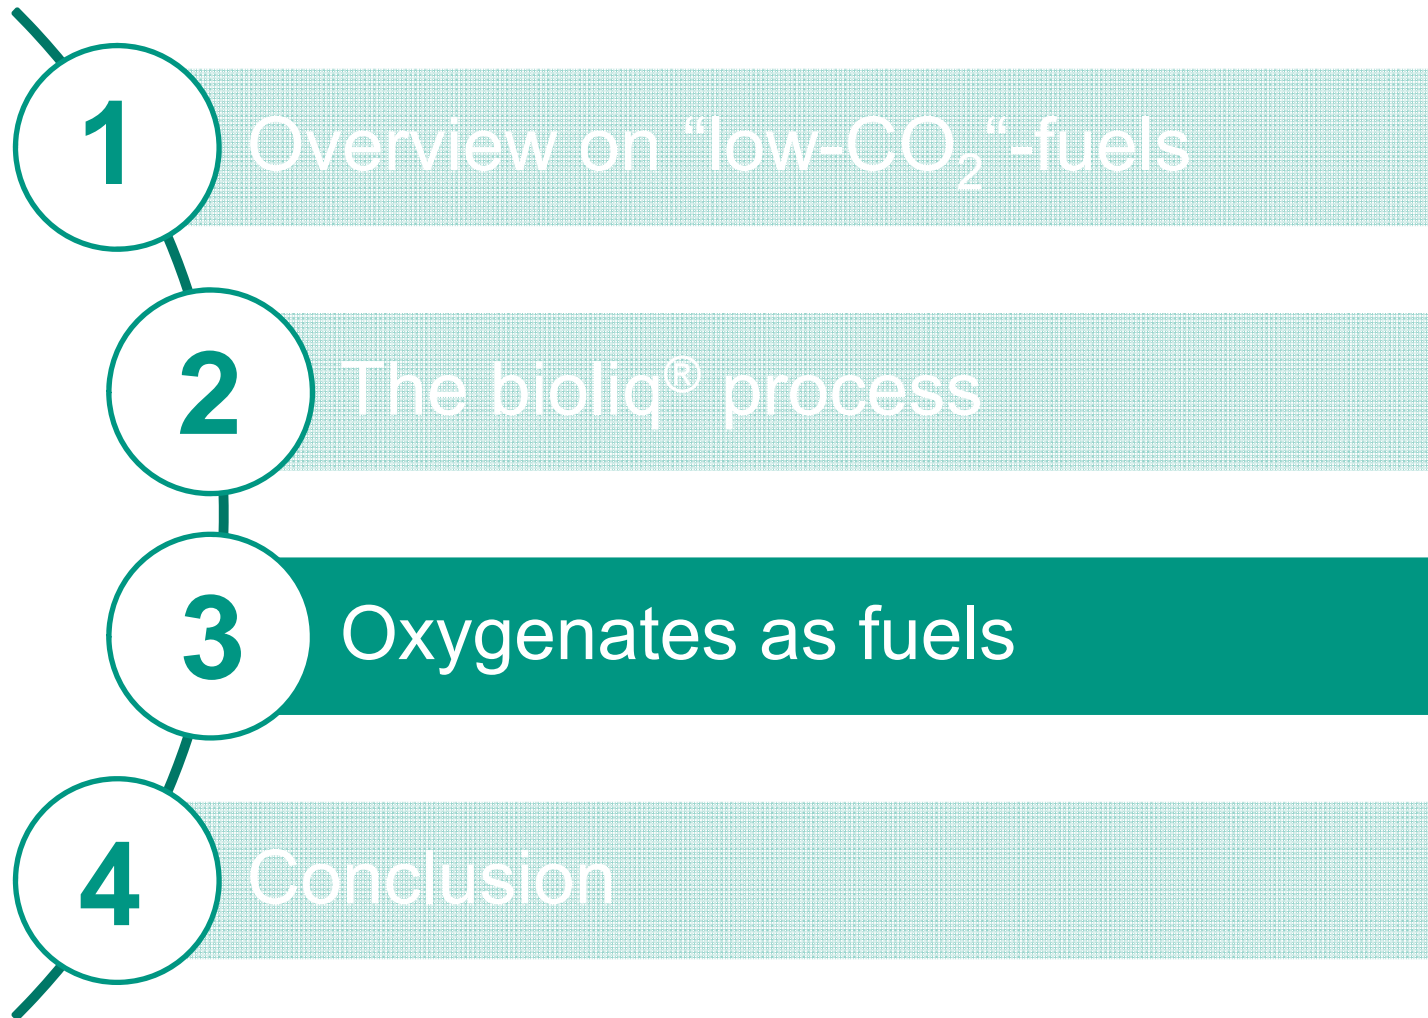 1 Overview on “low-CO₂“-fuels
2 The bioliq® process
3 Oxygenates as fuels
4 Conclusion